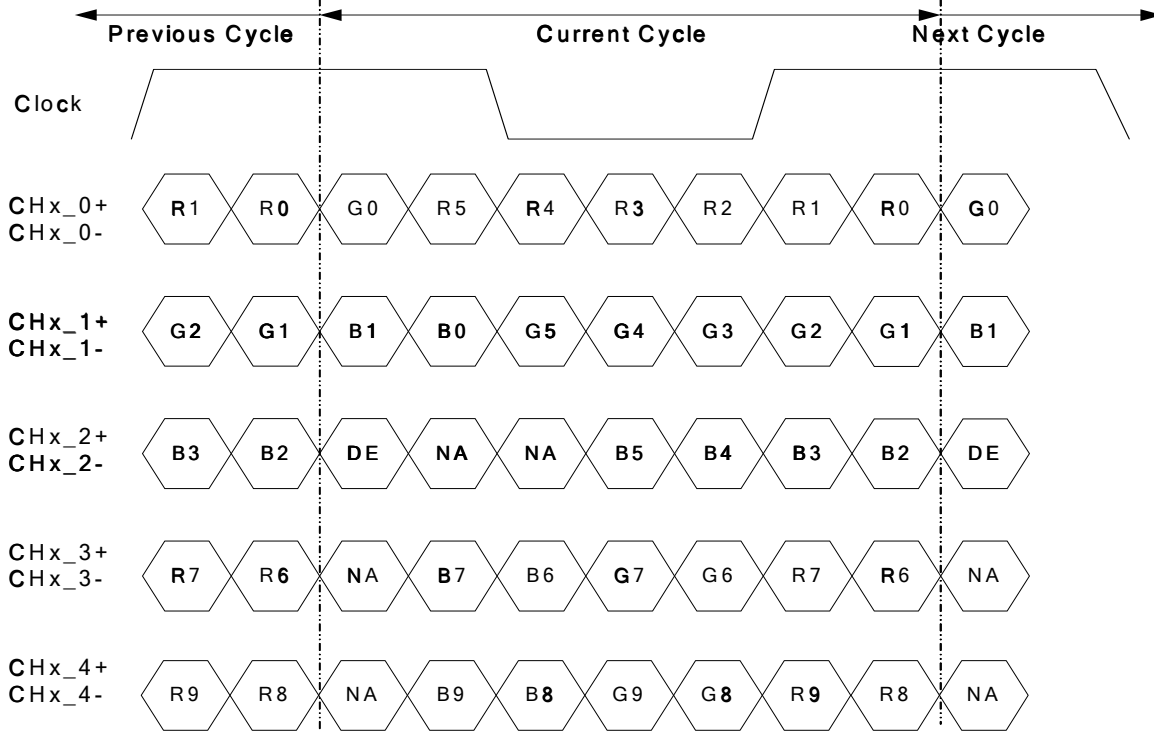 Previous Cycle Current Cycle Next Cycle
Clock
CHx_0+ R1 R0 G0 R5 R4 R3 R2 R1 R0 G0
CHx_0-
CHx_1+ G2 G1 B1 B0 G5 G4 G3 G2 G1 B1
CHx_1-
CHx_2+ B3 B2 DE NA NA B5 B4 B3 B2 DE
CHx_2-
CHx_3+ R7 R6 NA B7 B6 G7 G6 R7 R6 NA
CHx_3-
CHx_4+ R9 R8 NA B9 B8 G9 G8 R9 R8 NA
CHx_4-